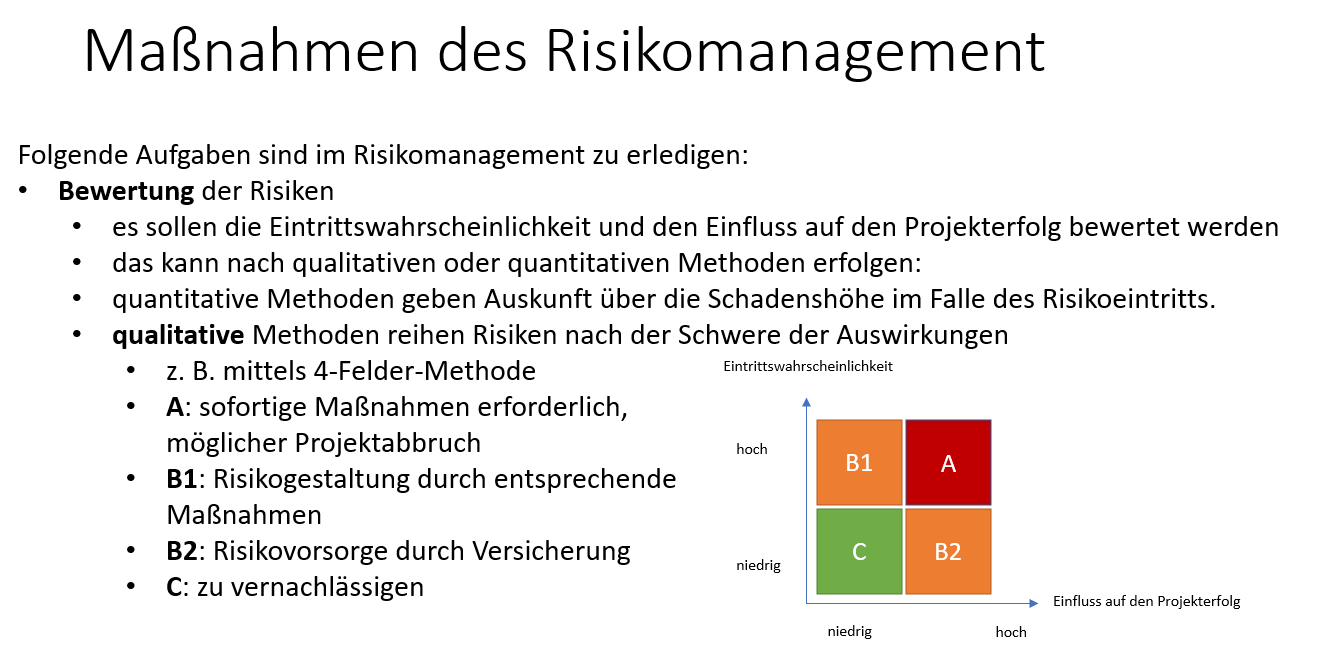 Maßnahmen des Risikomanagement
Folgende Aufgaben sind im Risikomanagement zu erledigen:
• Bewertung der Risiken
• es sollen die Eintrittswahrscheinlichkeit und den Einfluss auf den Projekterfolg bewertet werden
• das kann nach qualitativen oder quantitativen Methoden erfolgen:
• quantitative Methoden geben Auskunft über die Schadenshöhe im Falle des Risikoeintritts.
• qualitative Methoden reihen Risiken nach der Schwere der Auswirkungen
• z. B. mittels 4-Felder-Methode
• A: sofortige Maßnahmen erforderlich,
möglicher Projektabbruch
• B1: Risikogestaltung durch entsprechende
Maßnahmen
• B2: Risikovorsorge durch Versicherung
• C: zu vernachlässigen
Eintrittswahrscheinlichkeit
hoch
B1
A
niedrig
C
B2
Einfluss auf den Projekterfolg
niedrig
hoch